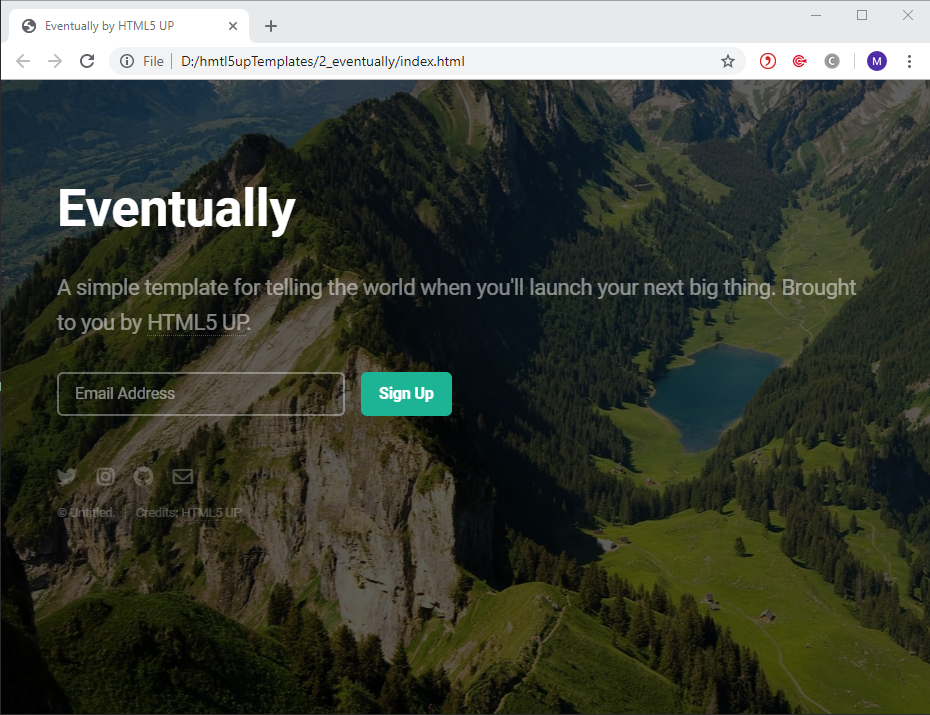 Eventually by HTML5 UP
File
D:/hmtl5upTemplates/2_eventually/index.html
C
M
Eventually
A simple template for telling the world when you'll launch your next big thing. Brought
to you by HTML5 UP.
Email Address
Sign Up
© Untitled.
Credits: HTML5 UP